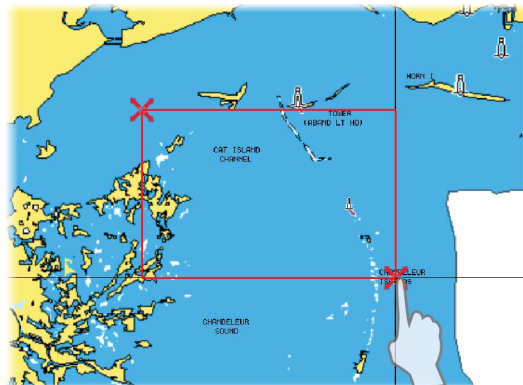 HORN I
TOWER
(ABAND LT HO)
CAT ISLAND
CHANNEL
CHANDELEUR
CHANDELEUR
SOUND